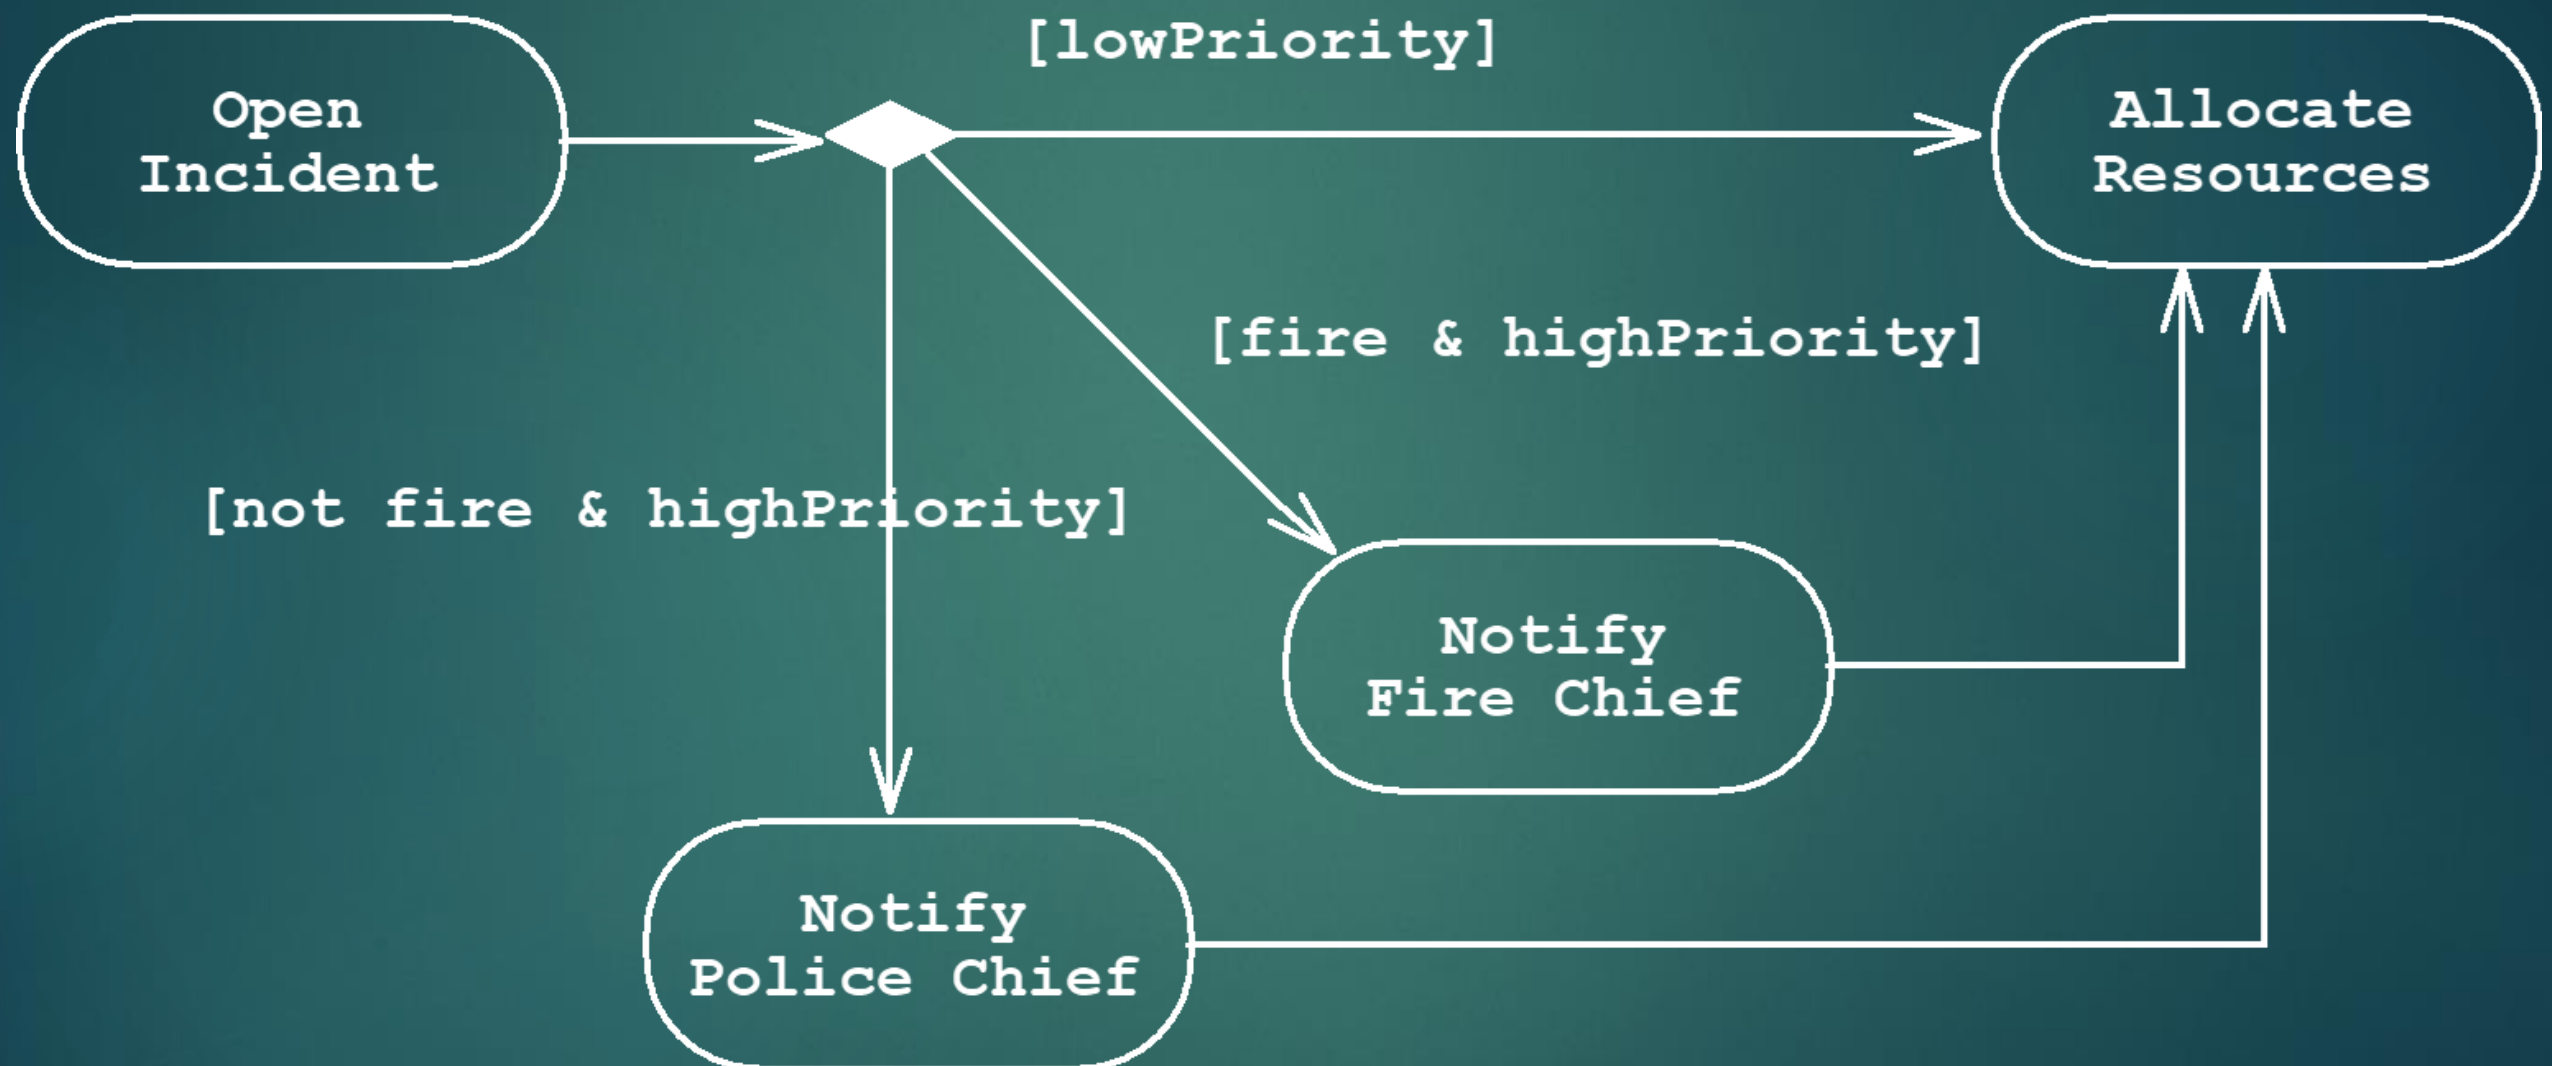 [lowPriority]
Open
Incident
Allocate
Resources
[fire & highPriority]
[not fire & highPriority]
Notify
Fire Chief
Notify
Police Chief